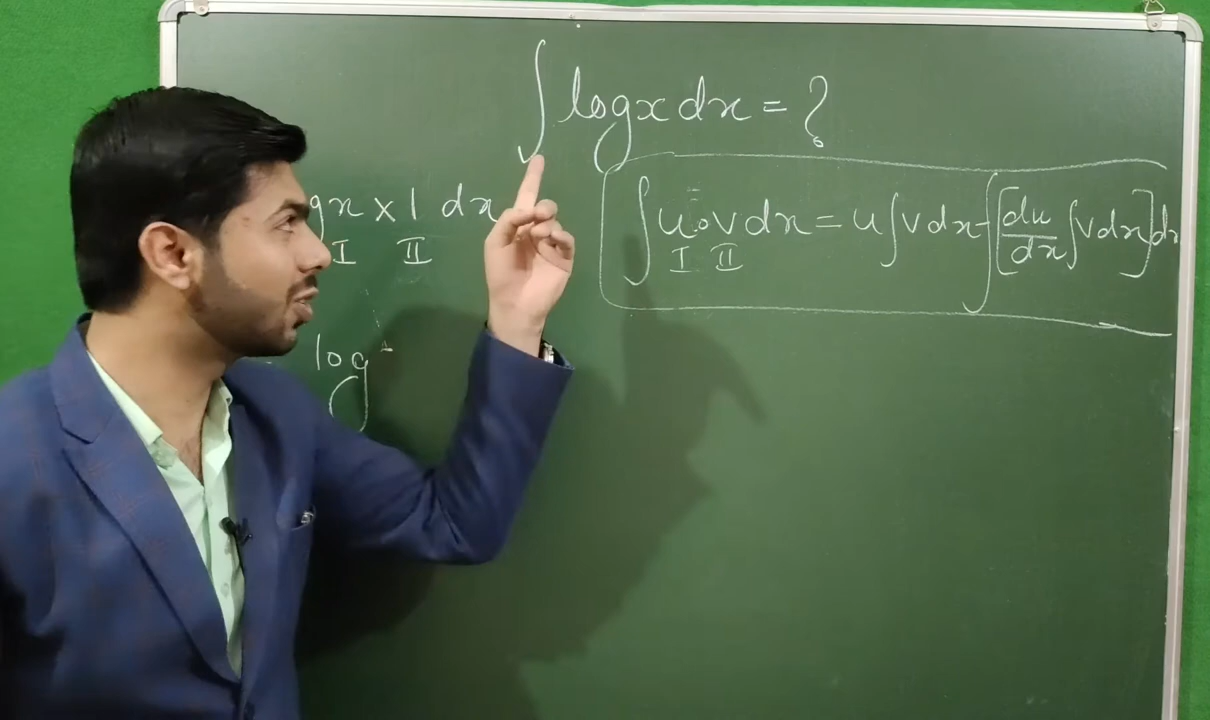 ∫ log x dx = ?
gx × 1 dx
I II
∫ u . v dx = u ∫ v dx - ∫ [du/dx ∫ v dx] dx
I II
log